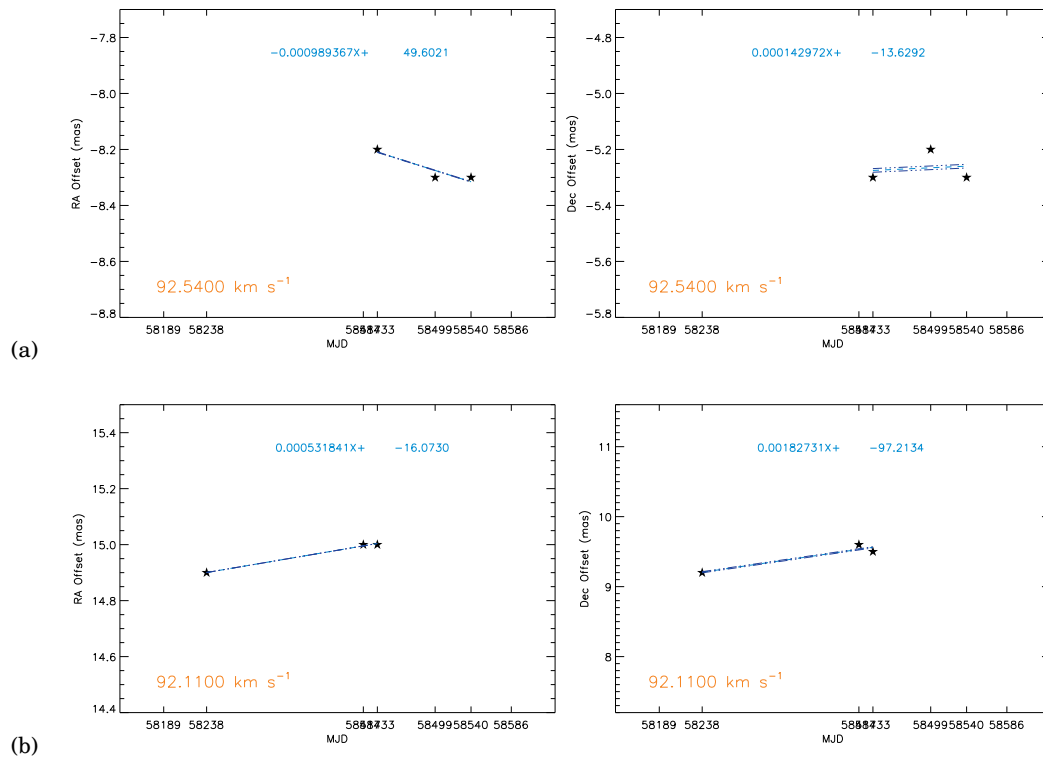 −7.8
−8.0
−8.2
−8.4
−8.6
−8.8
RA Offset (mas)
−0.000989367X+ 49.6021
92.5400 km s−1
58189 58238 58499 58540 58586
MJD
−4.8
−5.0
−5.2
−5.4
−5.6
−5.8
Dec Offset (mas)
0.000142972X+ −13.6292
92.5400 km s−1
58189 58238 58499 58540 58586
MJD
(a)
15.4
15.2
15.0
14.8
14.6
14.4
RA Offset (mas)
0.000531841X+ −16.0730
92.1100 km s−1
58189 58238 58499 58540 58586
MJD
11
10
9
8
Dec Offset (mas)
0.00182731X+ −97.2134
92.1100 km s−1
58189 58238 58499 58540 58586
MJD
(b)